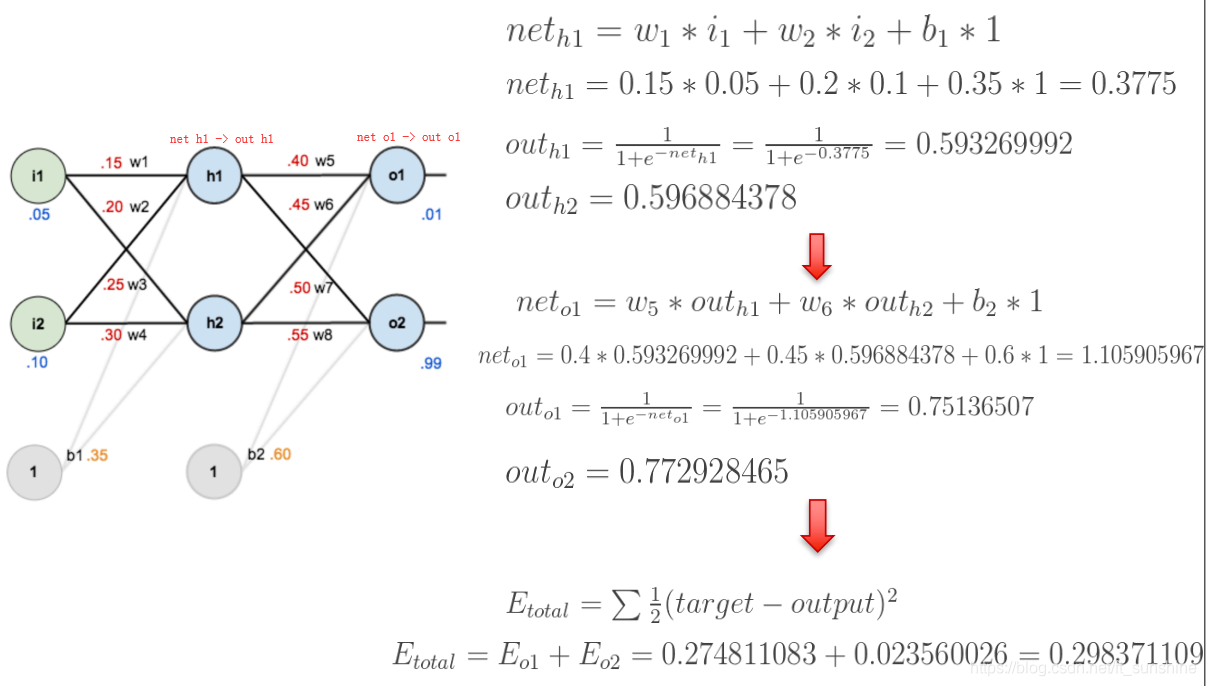 net h1 -> out h1
net o1 -> out o1
i1
.15 w1
h1
.40 w5
o1
.05
.20 w2
.45 w6
.01
.25 w3
.50 w7
i2
.30 w4
h2
.55 w8
o2
.10
.99
1
b1 .35
1
b2 .60
net_{h1} = w_1 * i_1 + w_2 * i_2 + b_1 * 1
net_{h1} = 0.15 * 0.05 + 0.2 * 0.1 + 0.35 * 1 = 0.3775
out_{h1} = \frac{1}{1+e^{-net_{h1}}} = \frac{1}{1+e^{-0.3775}} = 0.593269992
out_{h2} = 0.596884378
net_{o1} = w_5 * out_{h1} + w_6 * out_{h2} + b_2 * 1
net_{o1} = 0.4 * 0.593269992 + 0.45 * 0.596884378 + 0.6 * 1 = 1.105905967
out_{o1} = \frac{1}{1+e^{-net_{o1}}} = \frac{1}{1+e^{-1.105905967}} = 0.75136507
out_{o2} = 0.772928465
E_{total} = \sum \frac{1}{2}(target - output)^2
E_{total} = E_{o1} + E_{o2} = 0.274811083 + 0.023560026 = 0.298371109